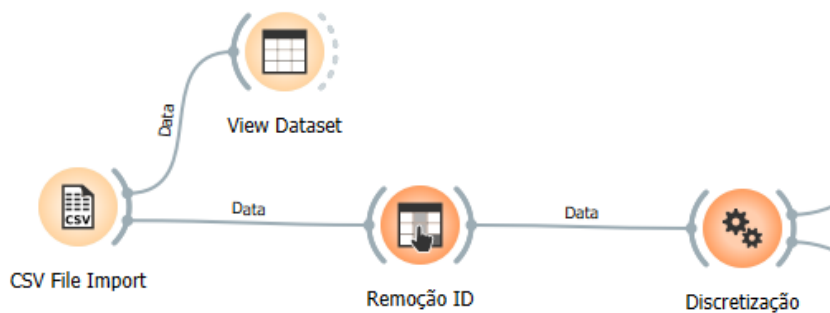 View Dataset
Data
CSV
CSV File Import
Data
Remoção ID
Data
Discretização